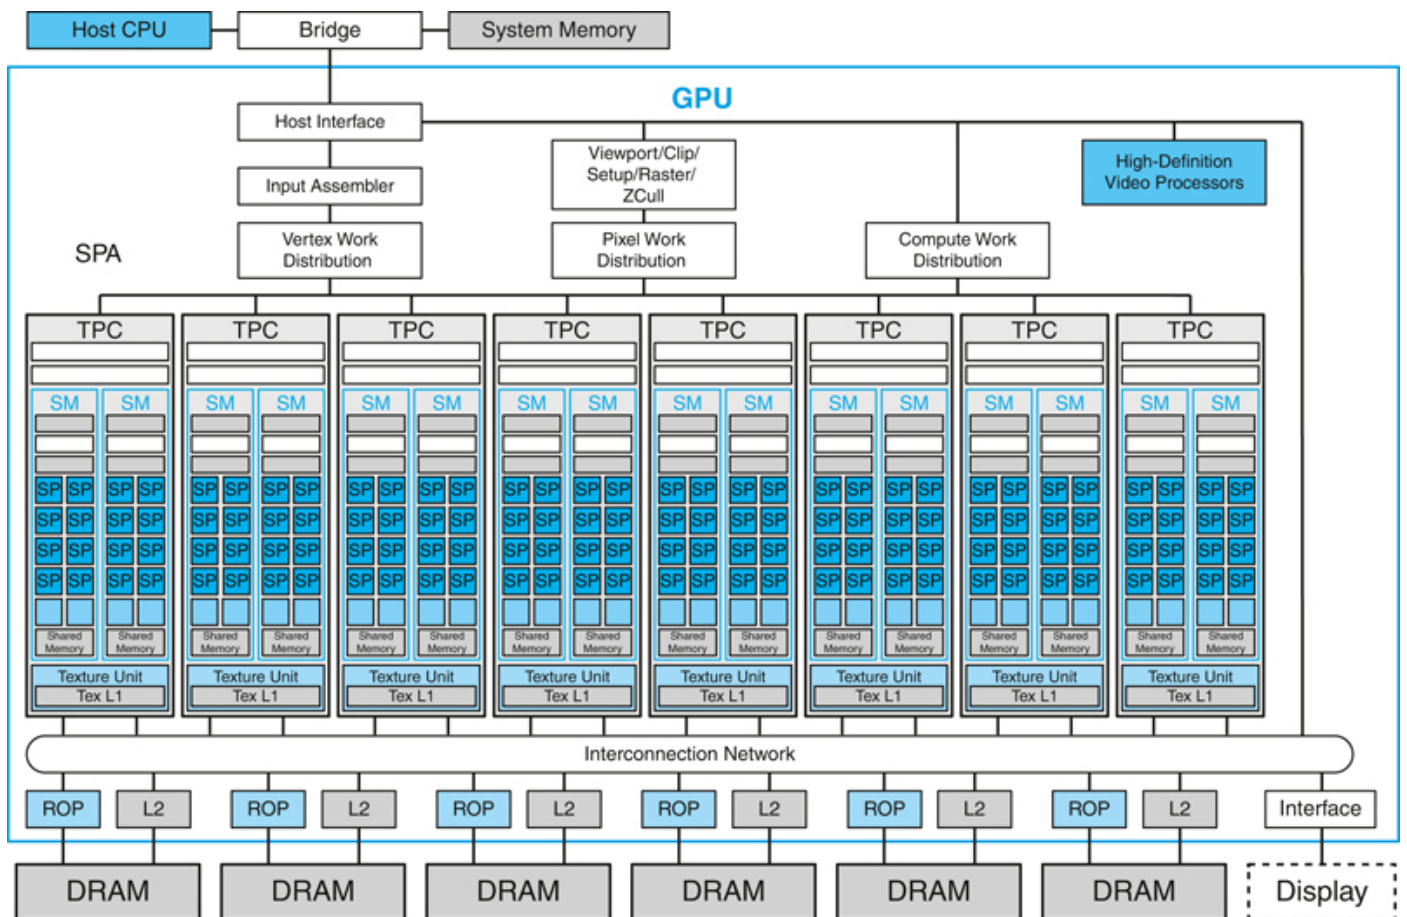 Host CPU
Bridge
System Memory
GPU
Host Interface
Viewport/Clip/
Setup/Raster/
ZCull
High-Definition
Video Processors
Input Assembler
SPA
Vertex Work
Distribution
Pixel Work
Distribution
Compute Work
Distribution
TPC TPC TPC TPC TPC TPC TPC TPC
SM SM SM SM SM SM SM SM SM SM SM SM SM SM SM SM
SP SP SP SP SP SP SP SP SP SP SP SP SP SP SP SP SP SP SP SP SP SP SP SP SP SP SP SP SP SP SP SP
SP SP SP SP SP SP SP SP SP SP SP SP SP SP SP SP SP SP SP SP SP SP SP SP SP SP SP SP SP SP SP SP
SP SP SP SP SP SP SP SP SP SP SP SP SP SP SP SP SP SP SP SP SP SP SP SP SP SP SP SP SP SP SP SP
SP SP SP SP SP SP SP SP SP SP SP SP SP SP SP SP SP SP SP SP SP SP SP SP SP SP SP SP SP SP SP SP
Shared Shared Shared Shared Shared Shared Shared Shared Shared Shared Shared Shared Shared Shared Shared Shared
Memory Memory Memory Memory Memory Memory Memory Memory Memory Memory Memory Memory Memory Memory Memory Memory
Texture Unit Texture Unit Texture Unit Texture Unit Texture Unit Texture Unit Texture Unit Texture Unit
Tex L1 Tex L1 Tex L1 Tex L1 Tex L1 Tex L1 Tex L1 Tex L1
Interconnection Network
ROP L2 ROP L2 ROP L2 ROP L2 ROP L2 ROP L2 Interface
DRAM DRAM DRAM DRAM DRAM DRAM Display